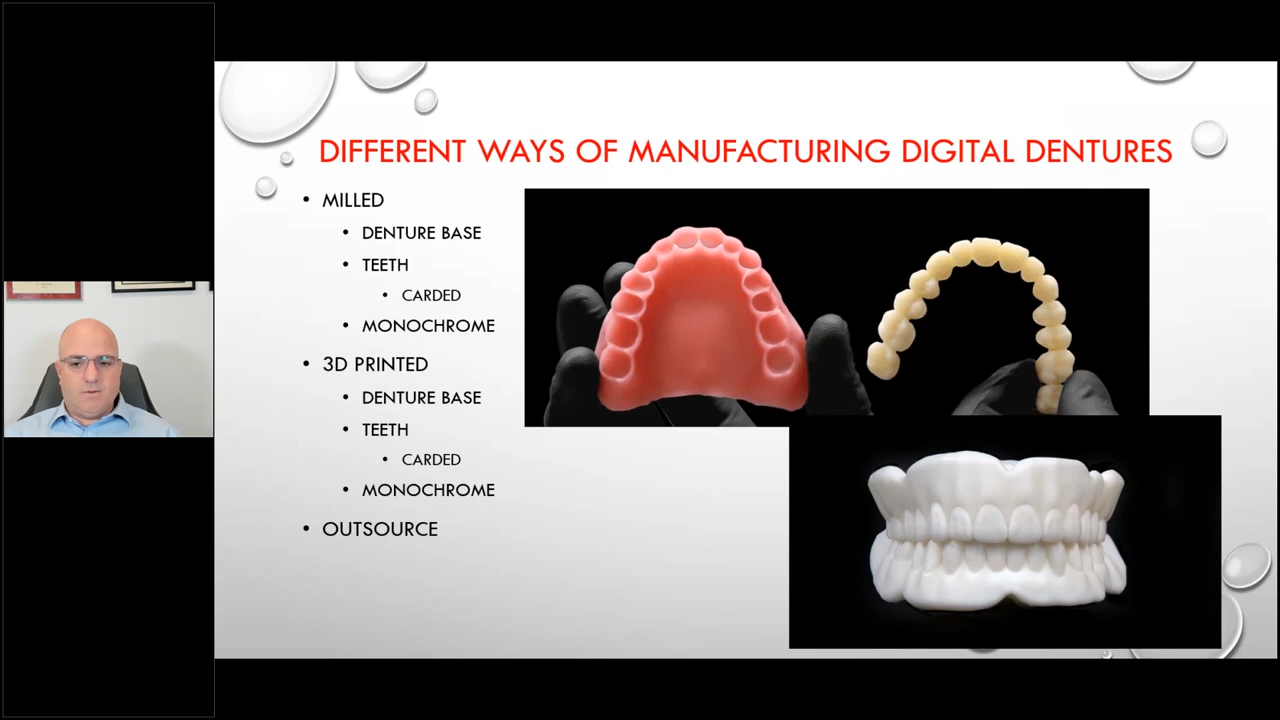 DIFFERENT WAYS OF MANUFACTURING DIGITAL DENTURES
• MILLED
• DENTURE BASE
• TEETH
• CARDED
• MONOCHROME
• 3D PRINTED
• DENTURE BASE
• TEETH
• CARDED
• MONOCHROME
• OUTSOURCE